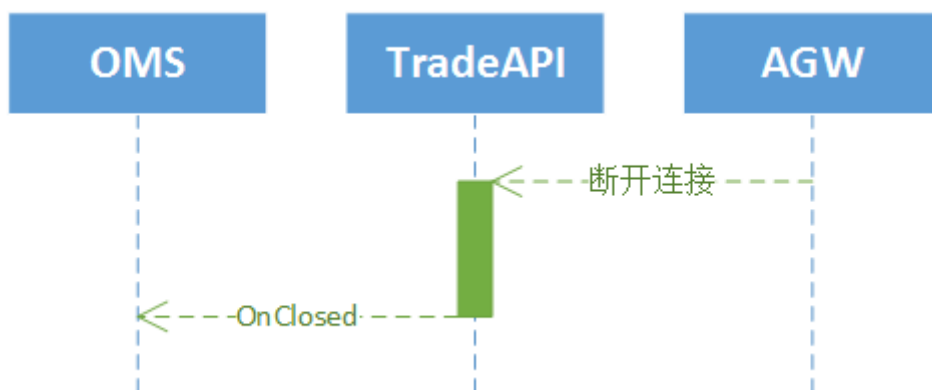 OMS
TradeAPI
AGW
断开连接
OnClosed